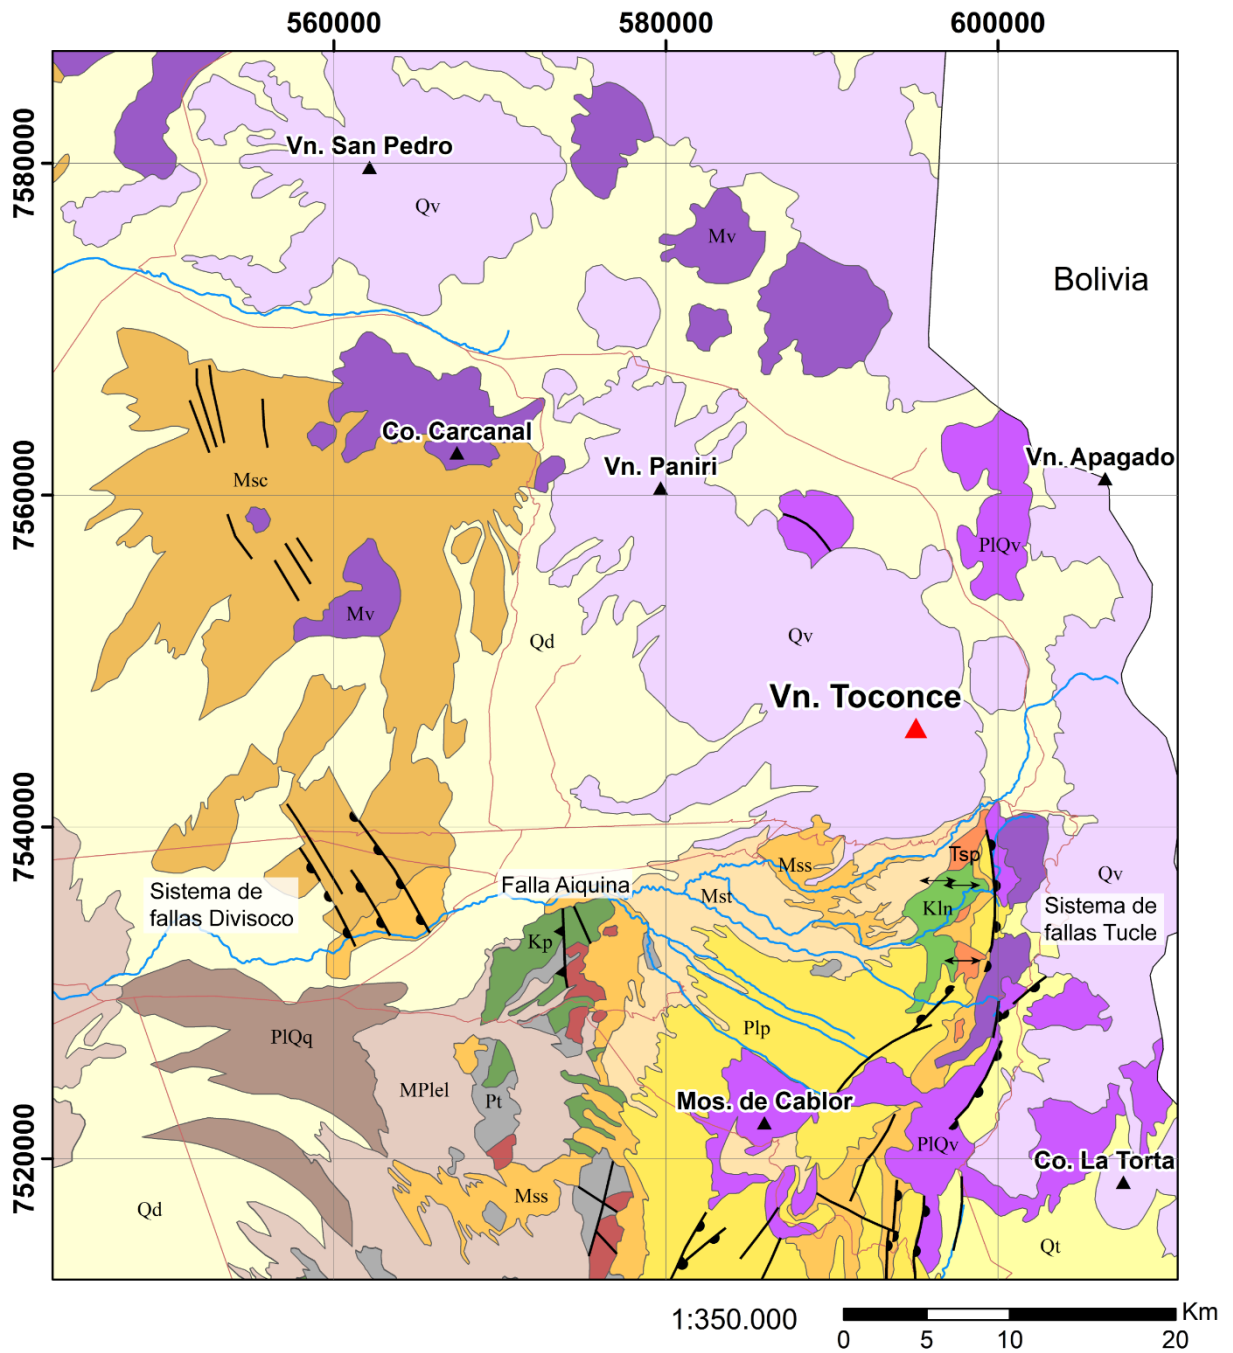 560000
580000
600000
7580000
7560000
7540000
7520000
Vn. San Pedro
Qv
Mv
Bolivia
Co. Carcanal
Vn. Paniri
Vn. Apagado
Msc
PlQv
Mv
Qd
Qv
Vn. Toconce
Mss
Tsp
Falla Aiquina
Sistema de
fallas Divisoco
Mst
Kln
Qv
Sistema de
fallas Tucle
Kp
PlQq
Plp
MPlel
Pt
Mos. de Cablor
PlQv
Co. La Torta
Mss
Qd
Qt
1:350.000
Km
0
5
10
20